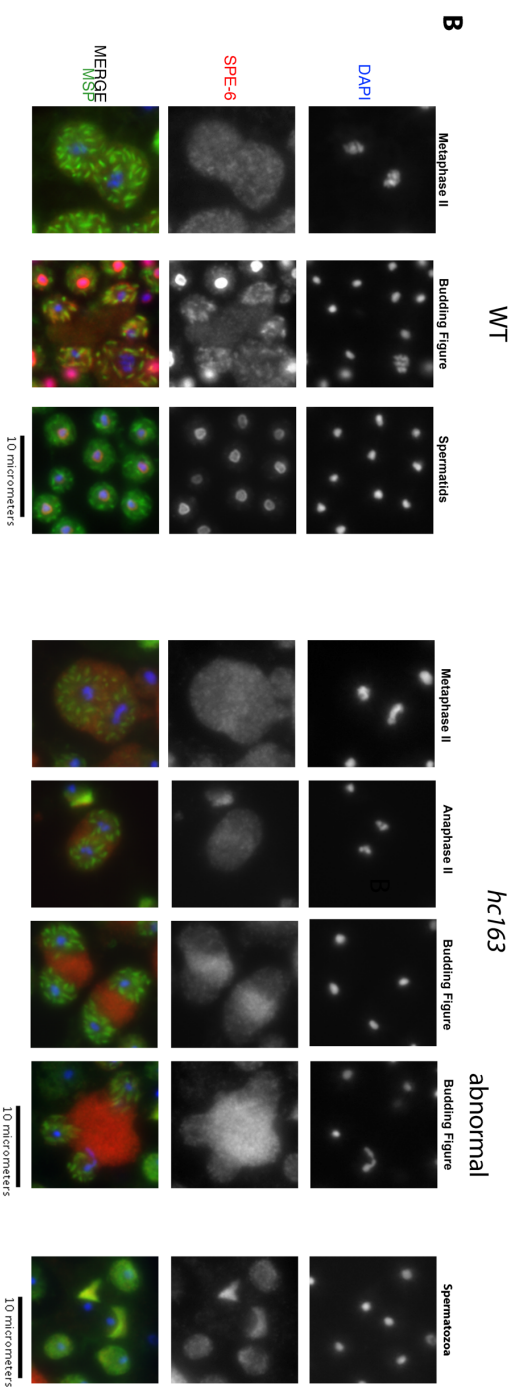 B
WT
hc163
abnormal
Metaphase II
Budding Figure
Spermatids
Metaphase II
Anaphase II
Budding Figure
Budding Figure
Spermatozoa
DAPI
B
SPE-6
MERGE
MSP
10 micrometers
10 micrometers
10 micrometers